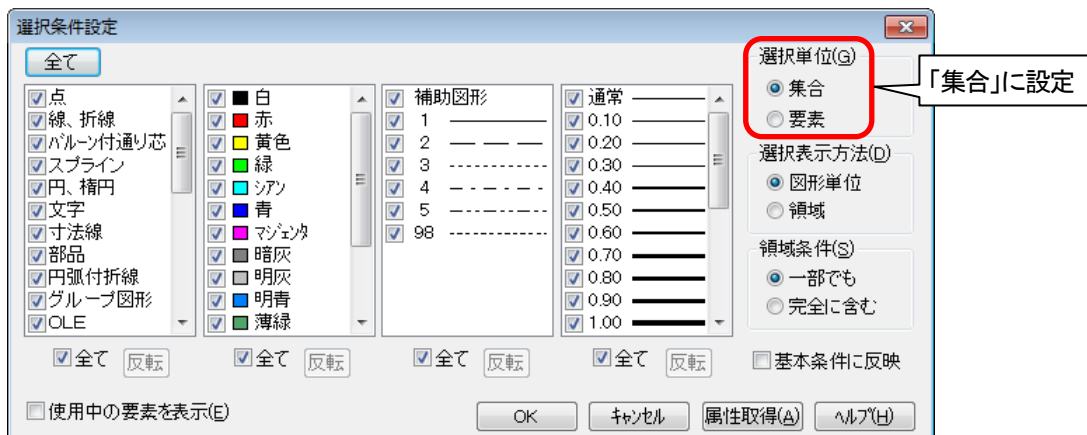 選択条件設定
全て
点
線、折線
バルーン付通り芯
スプライン
円、楕円
文字
寸法線
部品
円弧付折線
グループ図形
OLE
全て 反転
白
赤
黄色
緑
シアン
青
マジェンタ
暗灰
明灰
明青
薄緑
全て 反転
補助図形
1
2
3
4
5
98
全て 反転
通常
0.10
0.20
0.30
0.40
0.50
0.60
0.70
0.80
0.90
1.00
全て 反転
選択単位(G)
集合
要素
「集合」に設定
選択表示方法(D)
図形単位
領域
領域条件(S)
一部でも
完全に含む
基本条件に反映
使用中の要素を表示(E)
OK キャンセル 属性取得(A) ヘルプ(H)